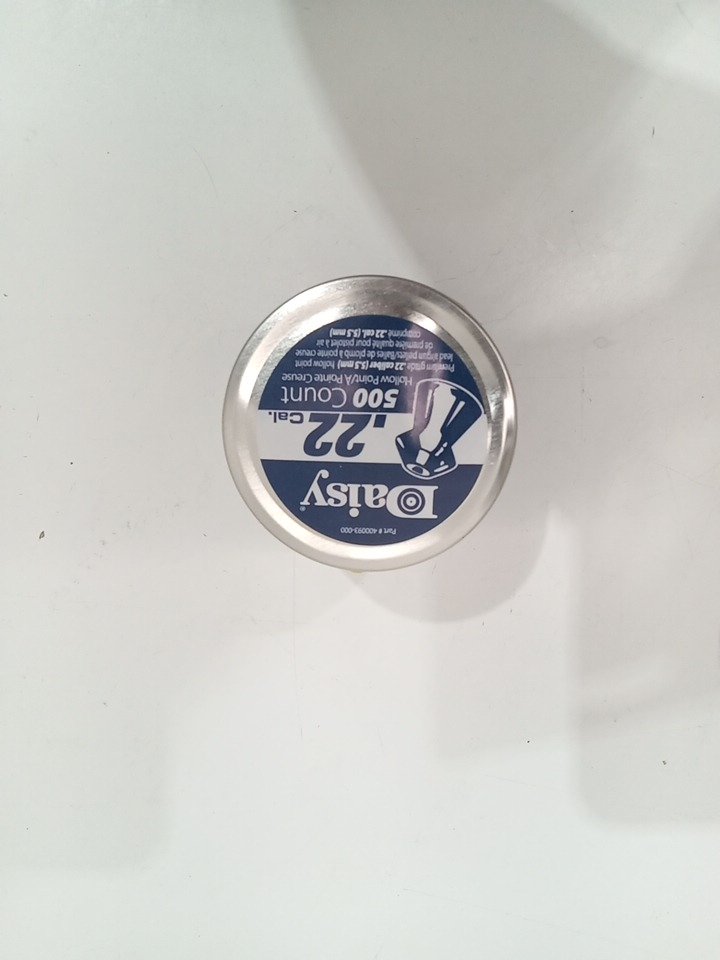 Part # 400093-000
Daisy®
.22 Cal.
500 Count
Hollow Point/À Pointe Creuse
Premium grade .22 caliber (5.5 mm) hollow point
lead airgun pellets/Balles de plomb à pointe creuse
de première qualité pour pistolet à air
comprimé .22 cal. (5.5 mm)